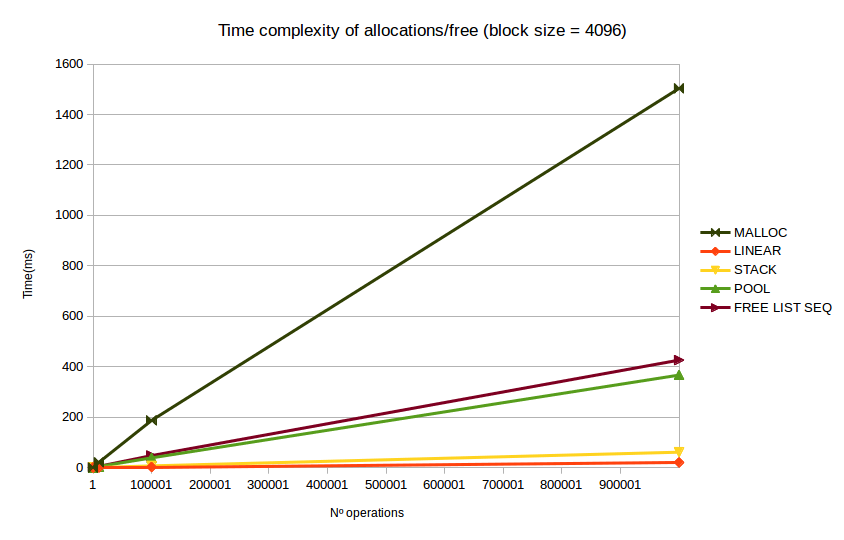 Time complexity of allocations/free (block size = 4096)
1600
1400
1200
1000
800
600
400
200
0
Time(ms)
1
100001
200001
300001
400001
500001
600001
700001
800001
900001
Nº operations
MALLOC
LINEAR
STACK
POOL
FREE LIST SEQ